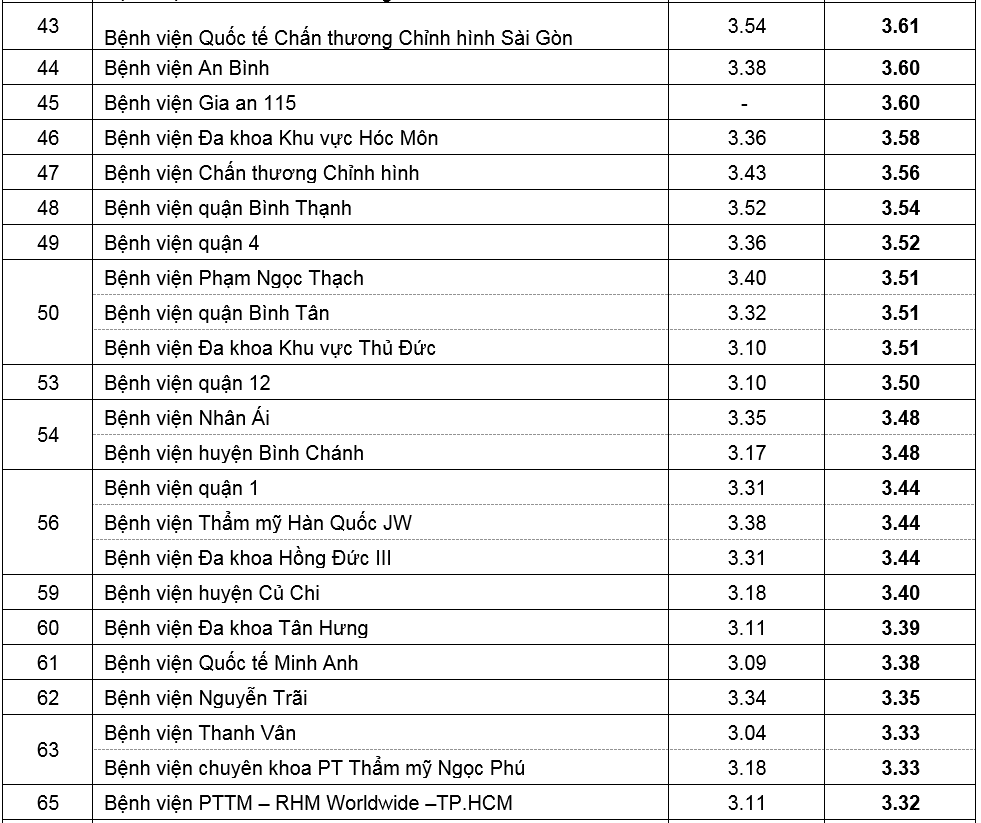 43 Bệnh viện Quốc tế Chấn thương Chỉnh hình Sài Gòn 3.54 3.61
44 Bệnh viện An Bình 3.38 3.60
45 Bệnh viện Gia an 115 - 3.60
46 Bệnh viện Đa khoa Khu vực Hóc Môn 3.36 3.58
47 Bệnh viện Chấn thương Chỉnh hình 3.43 3.56
48 Bệnh viện quận Bình Thạnh 3.52 3.54
49 Bệnh viện quận 4 3.36 3.52
50 Bệnh viện Phạm Ngọc Thạch 3.40 3.51
Bệnh viện quận Bình Tân 3.32 3.51
Bệnh viện Đa khoa Khu vực Thủ Đức 3.10 3.51
53 Bệnh viện quận 12 3.10 3.50
54 Bệnh viện Nhân Ái 3.35 3.48
Bệnh viện huyện Bình Chánh 3.17 3.48
56 Bệnh viện quận 1 3.31 3.44
Bệnh viện Thẩm mỹ Hàn Quốc JW 3.38 3.44
Bệnh viện Đa khoa Hồng Đức III 3.31 3.44
59 Bệnh viện huyện Củ Chi 3.18 3.40
60 Bệnh viện Đa khoa Tân Hưng 3.11 3.39
61 Bệnh viện Quốc tế Minh Anh 3.09 3.38
62 Bệnh viện Nguyễn Trãi 3.34 3.35
63 Bệnh viện Thanh Vân 3.04 3.33
Bệnh viện chuyên khoa PT Thẩm mỹ Ngọc Phú 3.18 3.33
65 Bệnh viện PTTM – RHM Worldwide –TP.HCM 3.11 3.32